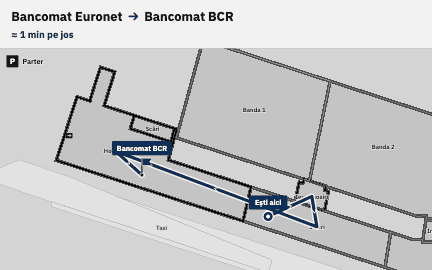 Bancomat Euronet → Bancomat BCR
≈ 1 min pe jos
P Parter
Banda 1
Banda 2
Scări
Bancomat BCR
Ești aici
Taxi